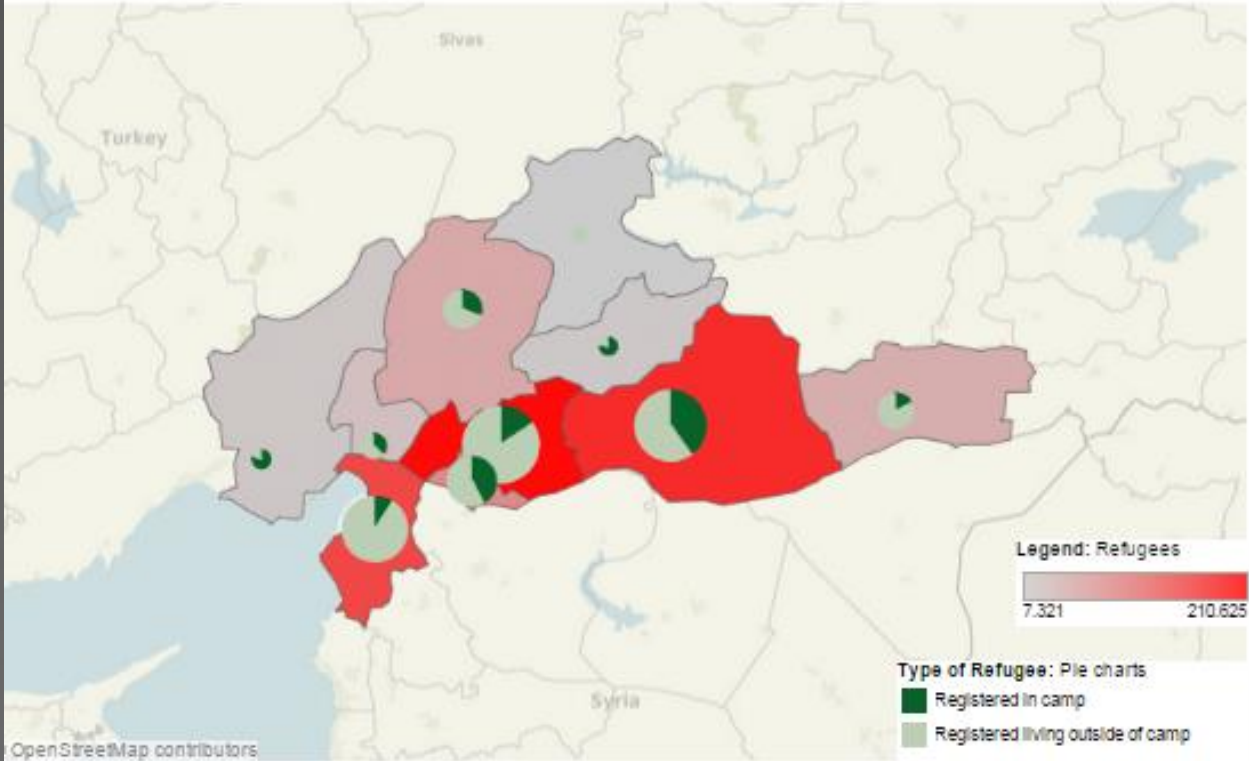 Sivas
Turkey
Legend: Refugees
7.321 210.625
Type of Refugee: Pie charts
Registered in camp
Registered living outside of camp
Syria
OpenStreetMap contributors